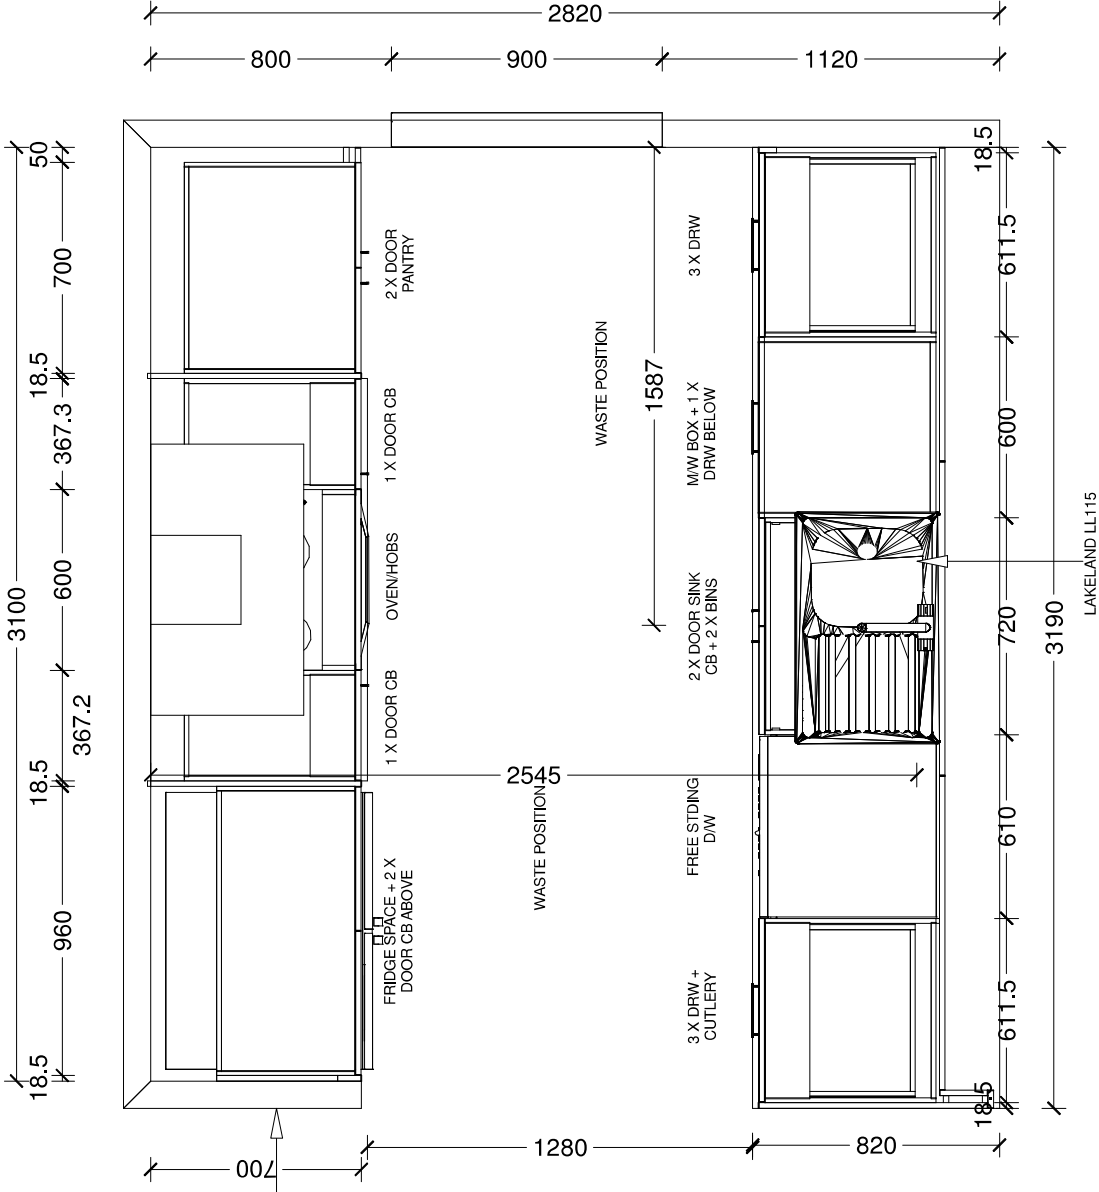 2820
800
900
1120
50
700
18.5
367.3
600
3100
367.2
18.5
960
18.5
2 X DOOR
PANTRY
1 X DOOR CB
OVEN/HOBS
1 X DOOR CB
FRIDGE SPACE + 2 X
DOOR CB ABOVE
WASTE POSITION
1587
2545
WASTE POSITION
3 X DRW
M/W BOX + 1 X
DRW BELOW
2 X DOOR SINK
CB + 2 X BINS
FREE STDING
D/W
3 X DRW +
CUTLERY
18.5
611.5
600
720
610
611.5
18.5
3190
LAKELAND LL115
700
1280
820